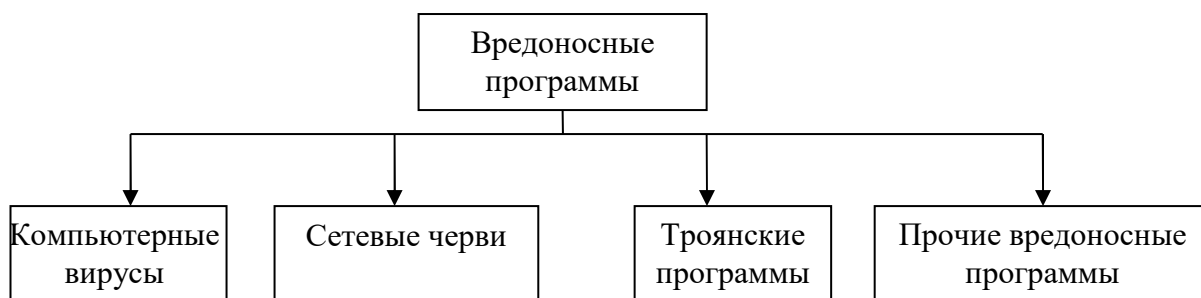 Вредоносные
программы
Компьютерные
вирусы
Сетевые черви
Троянские
программы
Прочие вредоносные
программы